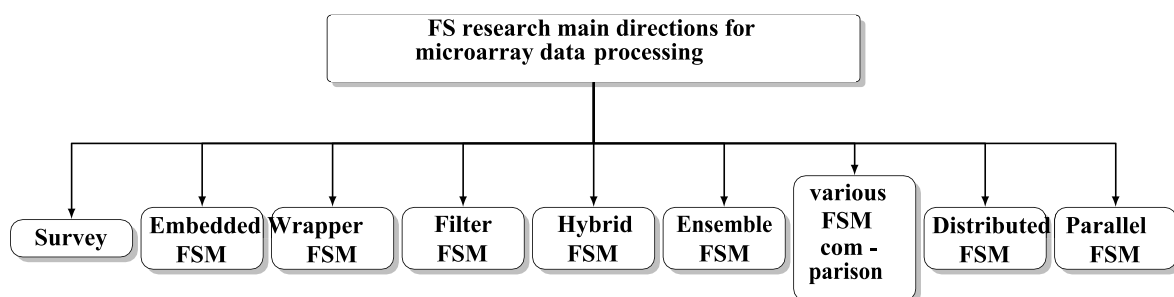 FS research main directions for
microarray data processing
Survey
Embedded
FSM
Wrapper
FSM
Filter
FSM
Hybrid
FSM
Ensemble
FSM
various
FSM
com -
parison
Distributed
FSM
Parallel
FSM